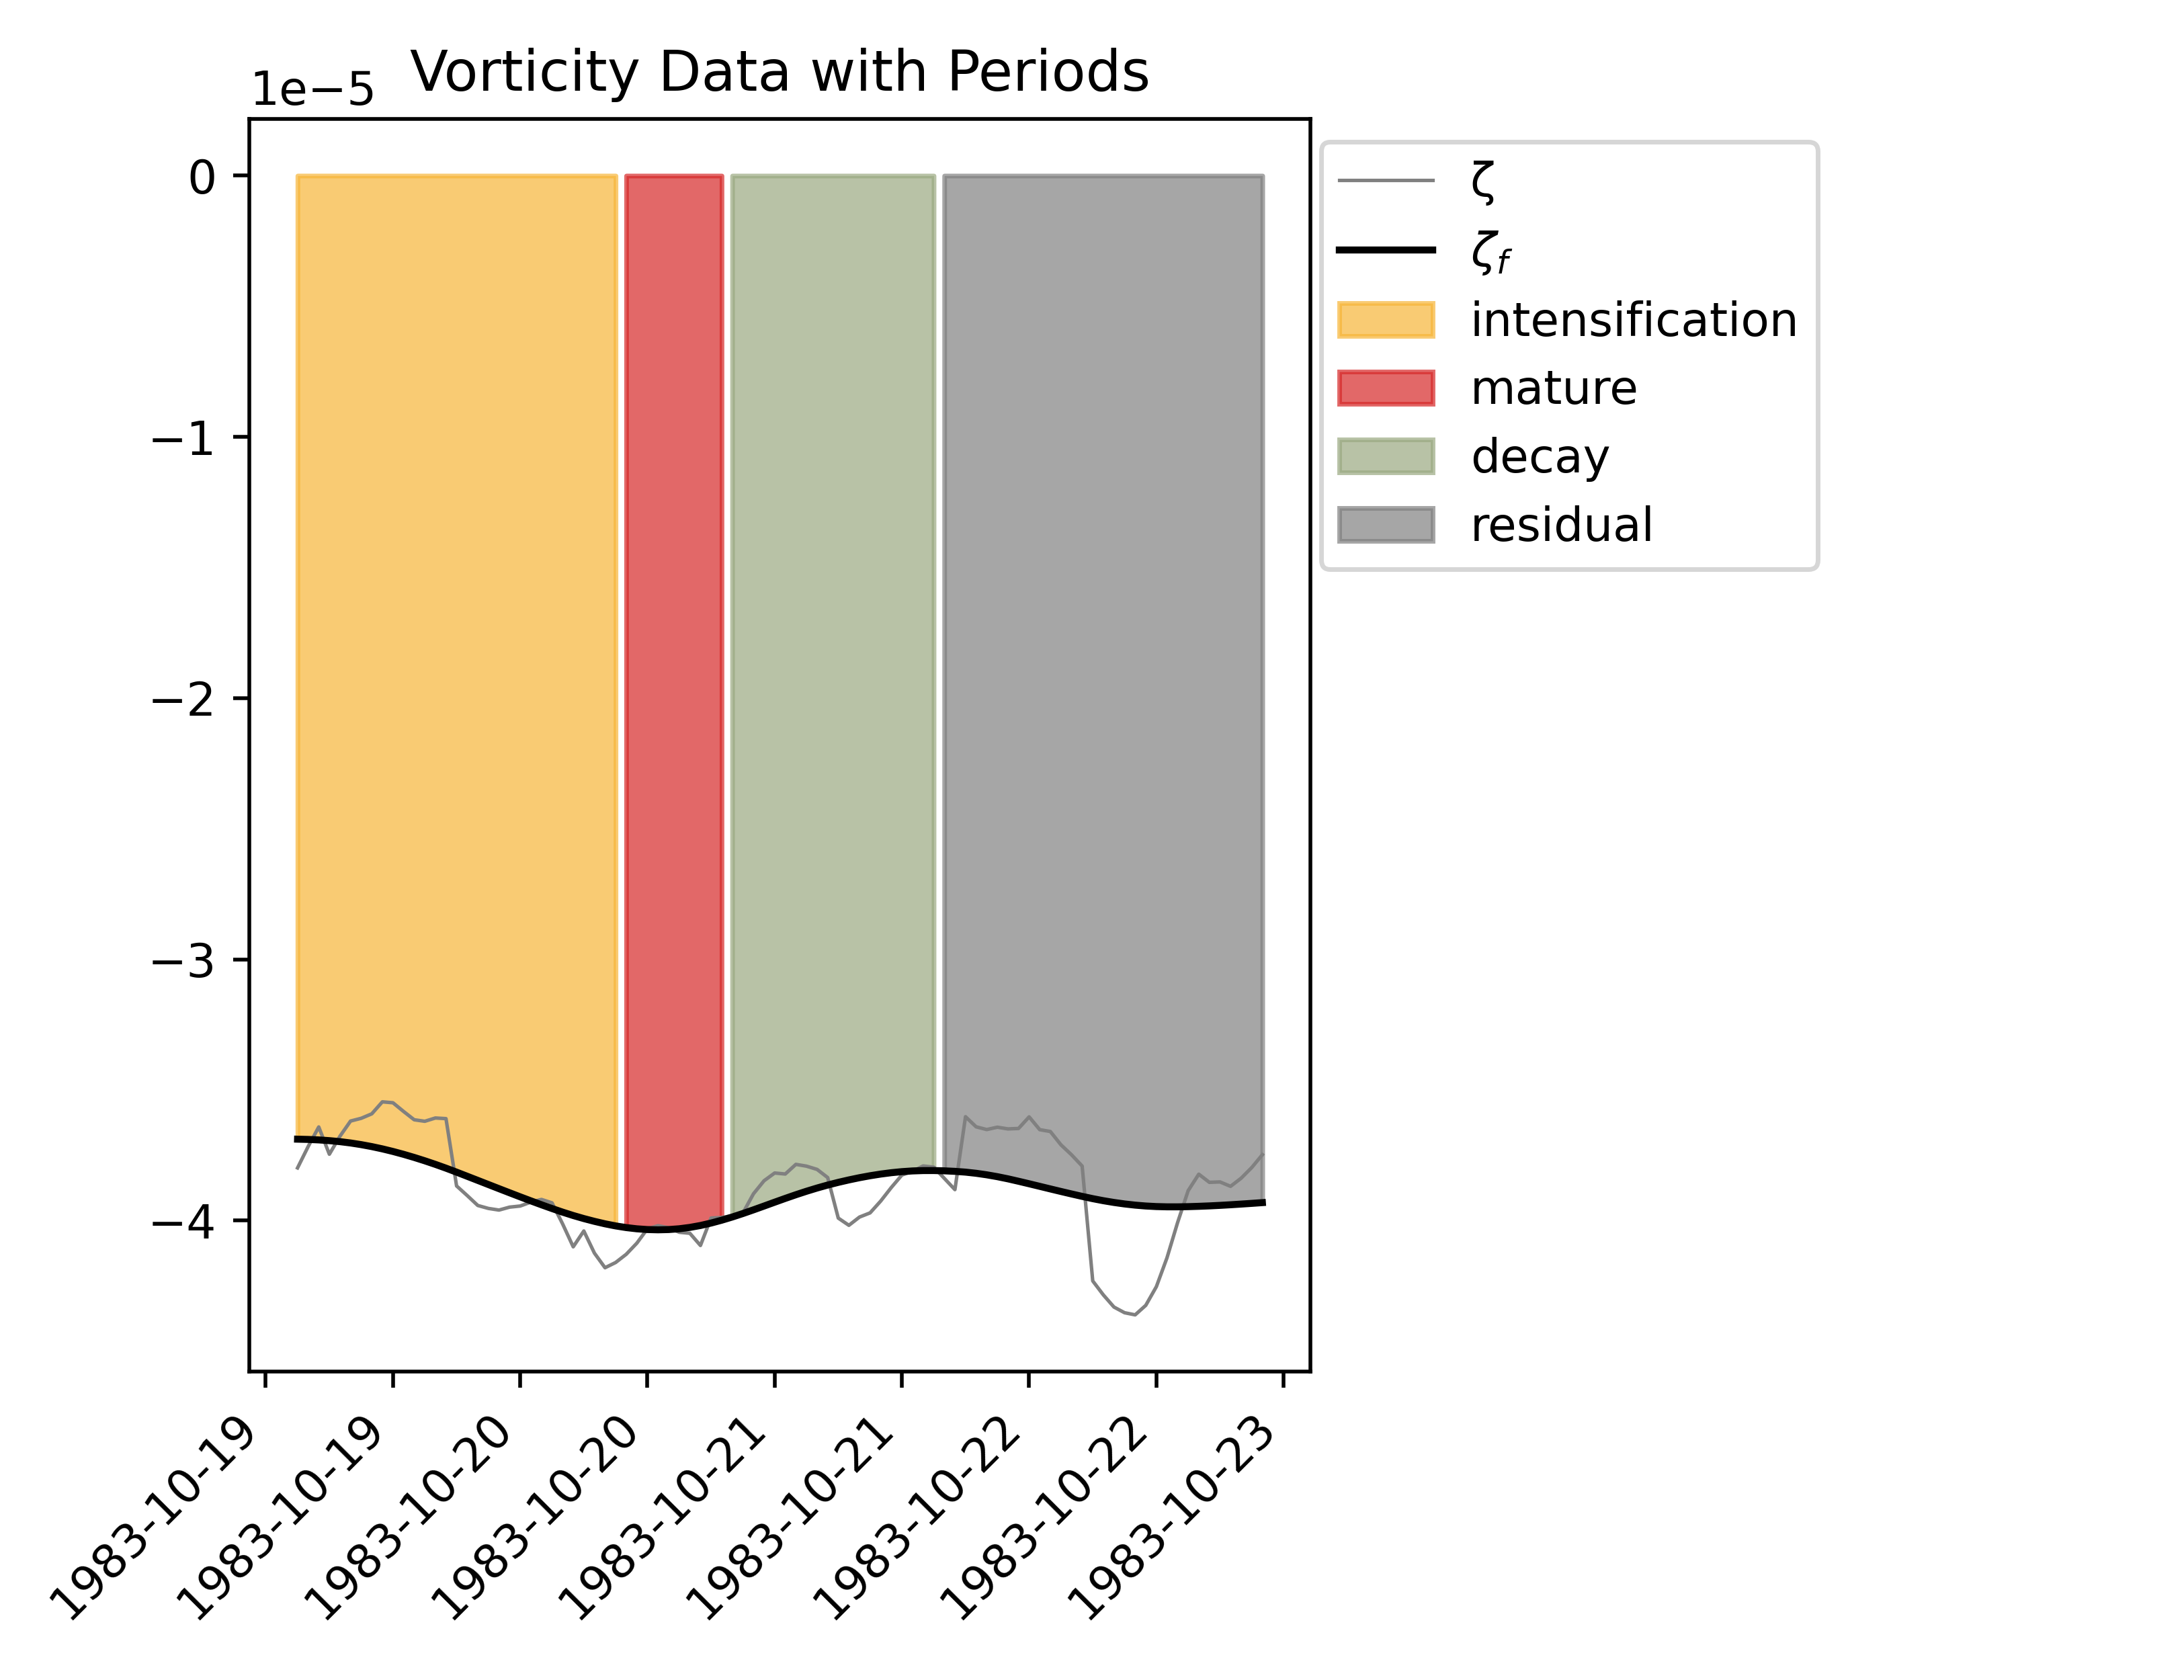 Vorticity Data with Periods
1e−5
0
−1
−2
−3
−4
ζ
ζf
intensification
mature
decay
residual
1983-10-19
1983-10-19
1983-10-20
1983-10-20
1983-10-21
1983-10-21
1983-10-22
1983-10-22
1983-10-23